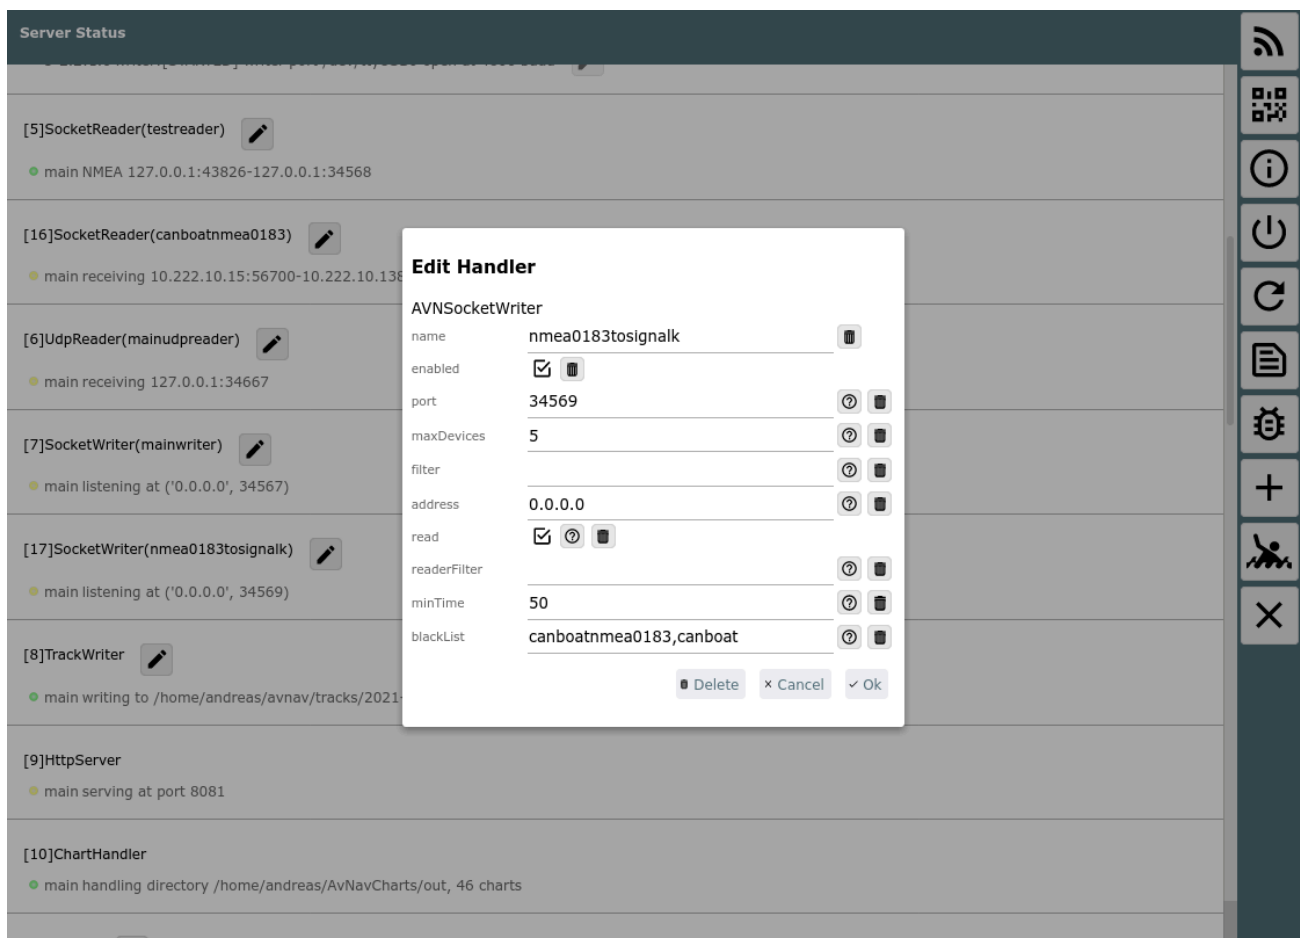 Server Status
[5]SocketReader(testreader)
main NMEA 127.0.0.1:43826-127.0.0.1:34568
[16]SocketReader(canboatnmea0183)
main receiving 10.222.10.15:56700-10.222.10.138
[6]UdpReader(mainudpreader)
main receiving 127.0.0.1:34667
[7]SocketWriter(mainwriter)
main listening at ('0.0.0.0', 34567)
[17]SocketWriter(nmea0183tosignalk)
main listening at ('0.0.0.0', 34569)
[8]TrackWriter
main writing to /home/andreas/avnav/tracks/2021-
[9]HttpServer
main serving at port 8081
[10]ChartHandler
main handling directory /home/andreas/AvNavCharts/out, 46 charts
Edit Handler
AVNSocketWriter
name nmea0183tosignalk
enabled
port 34569
maxDevices 5
filter
address 0.0.0.0
read
readerFilter
minTime 50
blackList canboatnmea0183,canboat
Delete Cancel Ok